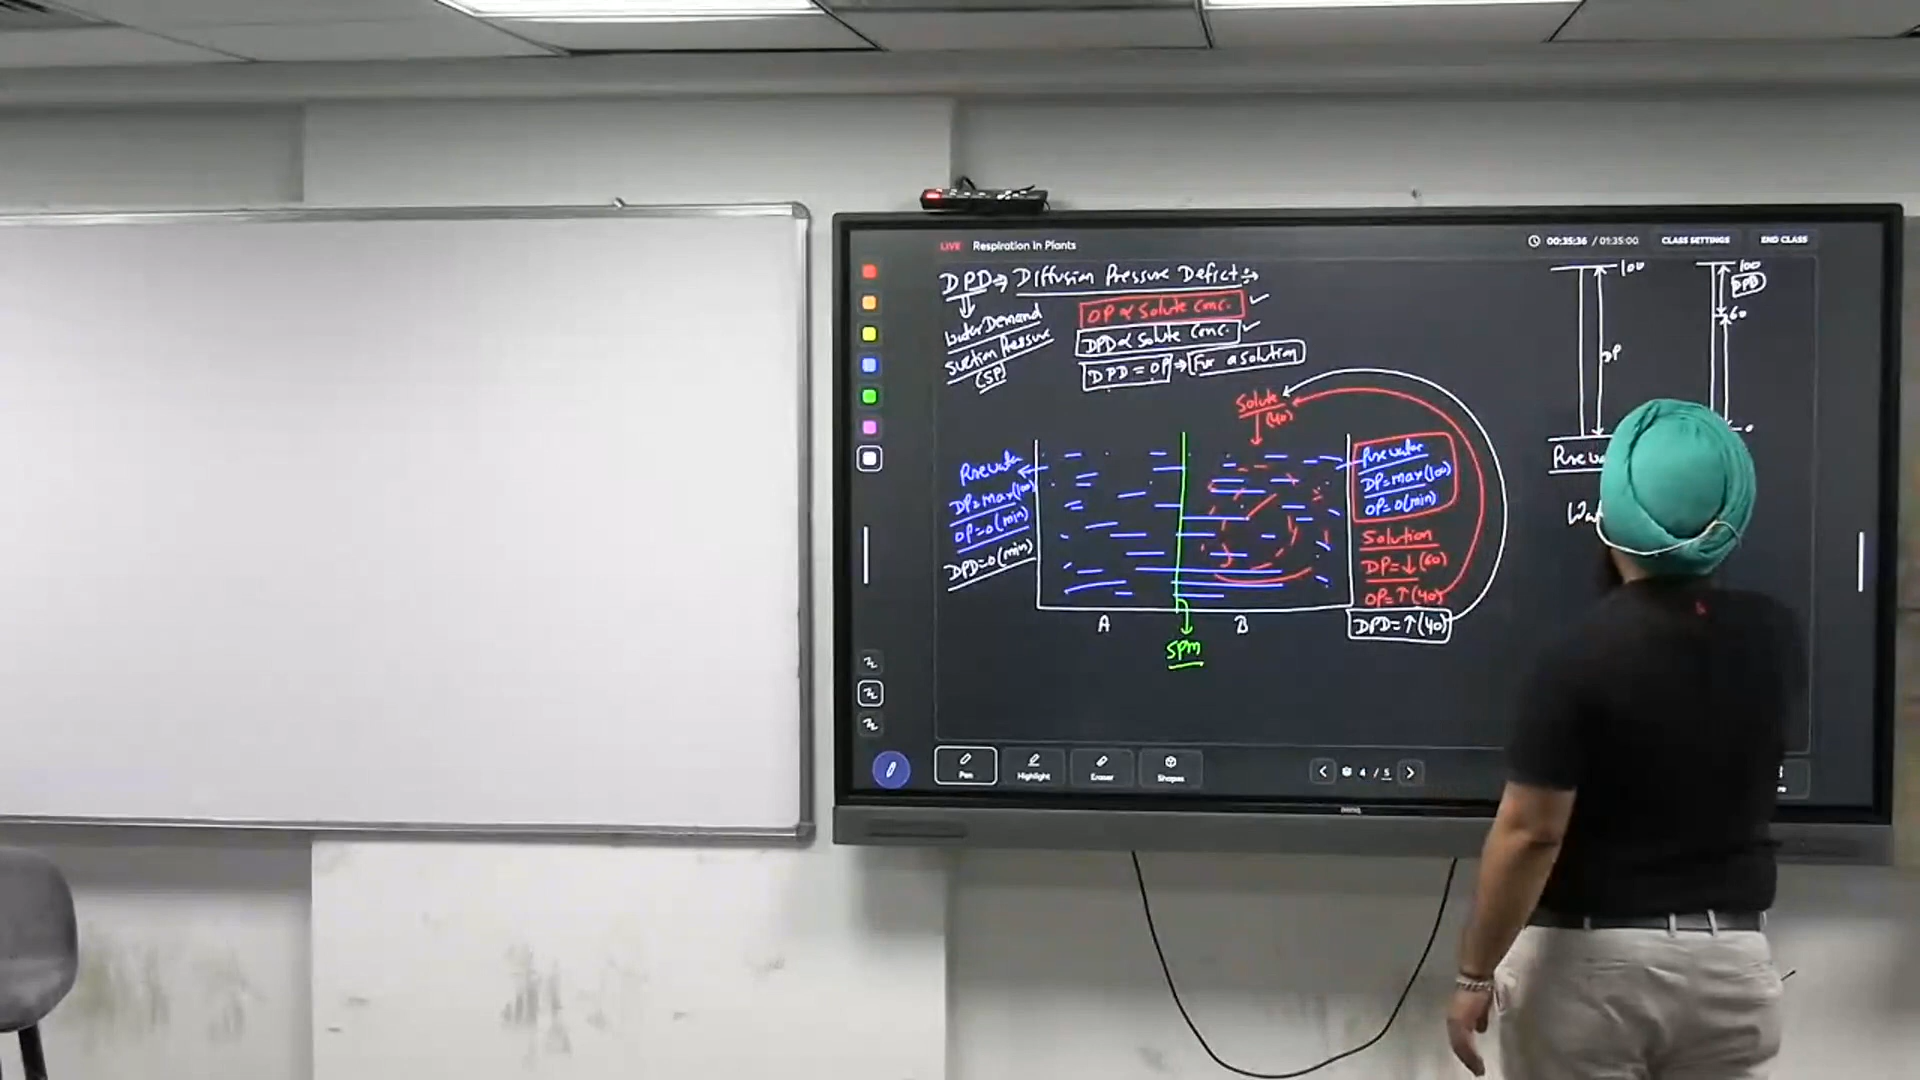 LIVE Respiration In Plants
00:35:36 / 01:35:00 CLASS SETTINGS END CLASS
DPD ⇒ Diffusion Pressure Deficit :→
Water Demand
Suction Pressure
(SP)
OP ∝ Solute Conc. ✓
DPD ∝ Solute Conc. ✓
DPD = OP ⇒ For a solution
Solute
(40)
Pure water
DP=max(100)
OP=0(min)
DPD=0(min)
Pure water
DP=max(100)
OP=0(min)
Solution
DP=↓(60)
OP=↑(40)
DPD=↑(40)
A
B
SPM
100
DP
100
DPD
60
0
Pen Highlight Eraser Shapes
4 / 5
BenQ